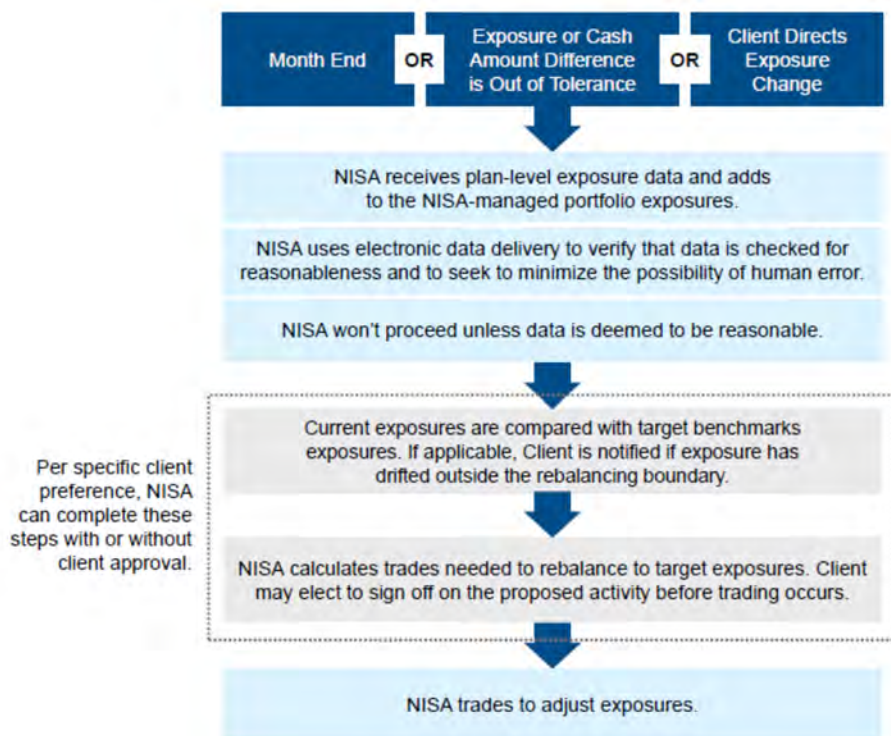 Month End
OR
Exposure or Cash
Amount Difference
is Out of Tolerance
OR
Client Directs
Exposure
Change
NISA receives plan-level exposure data and adds
to the NISA-managed portfolio exposures.
NISA uses electronic data delivery to verify that data is checked for
reasonableness and to seek to minimize the possibility of human error.
NISA won't proceed unless data is deemed to be reasonable.
Per specific client
preference, NISA
can complete these
steps with or without
client approval.
Current exposures are compared with target benchmarks
exposures. If applicable, Client is notified if exposure has
drifted outside the rebalancing boundary.
NISA calculates trades needed to rebalance to target exposures. Client
may elect to sign off on the proposed activity before trading occurs.
NISA trades to adjust exposures.